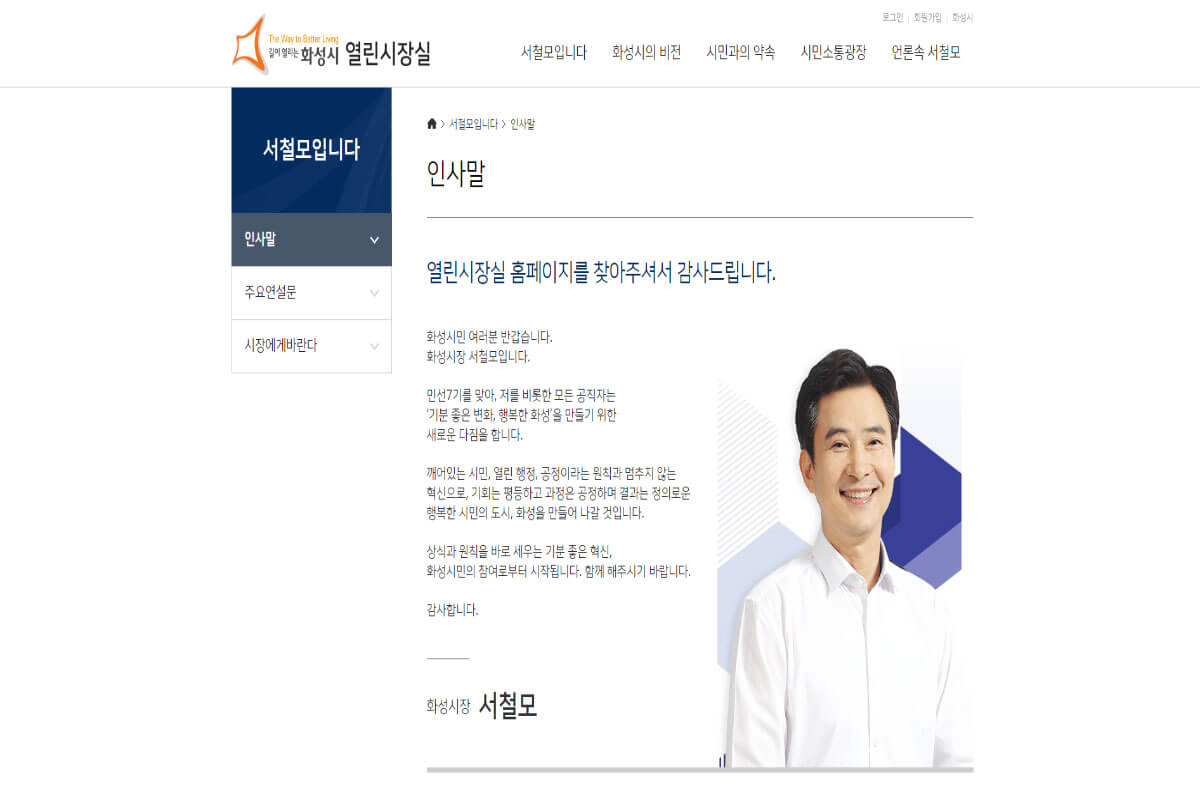 로그인 | 회원가입 | 화성시
The Way to Better Living
길이 열리는 화성시 열린시장실
서철모입니다 화성시의 비전 시민과의 약속 시민소통광장 언론속 서철모
서철모입니다
인사말
주요연설문
시장에게바란다
> 서철모입니다 > 인사말
인사말
열린시장실 홈페이지를 찾아주셔서 감사드립니다.
화성시민 여러분 반갑습니다.
화성시장 서철모입니다.
민선7기를 맞아, 저를 비롯한 모든 공직자는
'기분 좋은 변화, 행복한 화성'을 만들기 위한
새로운 다짐을 합니다.
깨어있는 시민, 열린 행정, 공정이라는 원칙과 멈추지 않는
혁신으로, 기회는 평등하고 과정은 공정하며 결과는 정의로운
행복한 시민의 도시, 화성을 만들어 나갈 것입니다.
상식과 원칙을 바로 세우는 기분 좋은 혁신,
화성시민의 참여로부터 시작됩니다. 함께 해주시기 바랍니다.
감사합니다.
화성시장 서철모